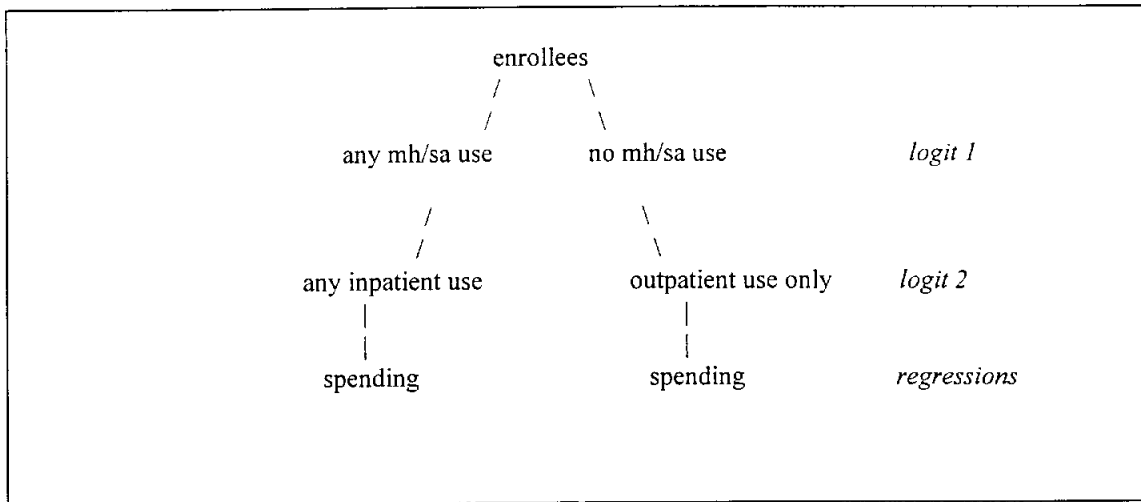 enrollees
any mh/sa use no mh/sa use logit 1
any inpatient use outpatient use only logit 2
spending spending regressions